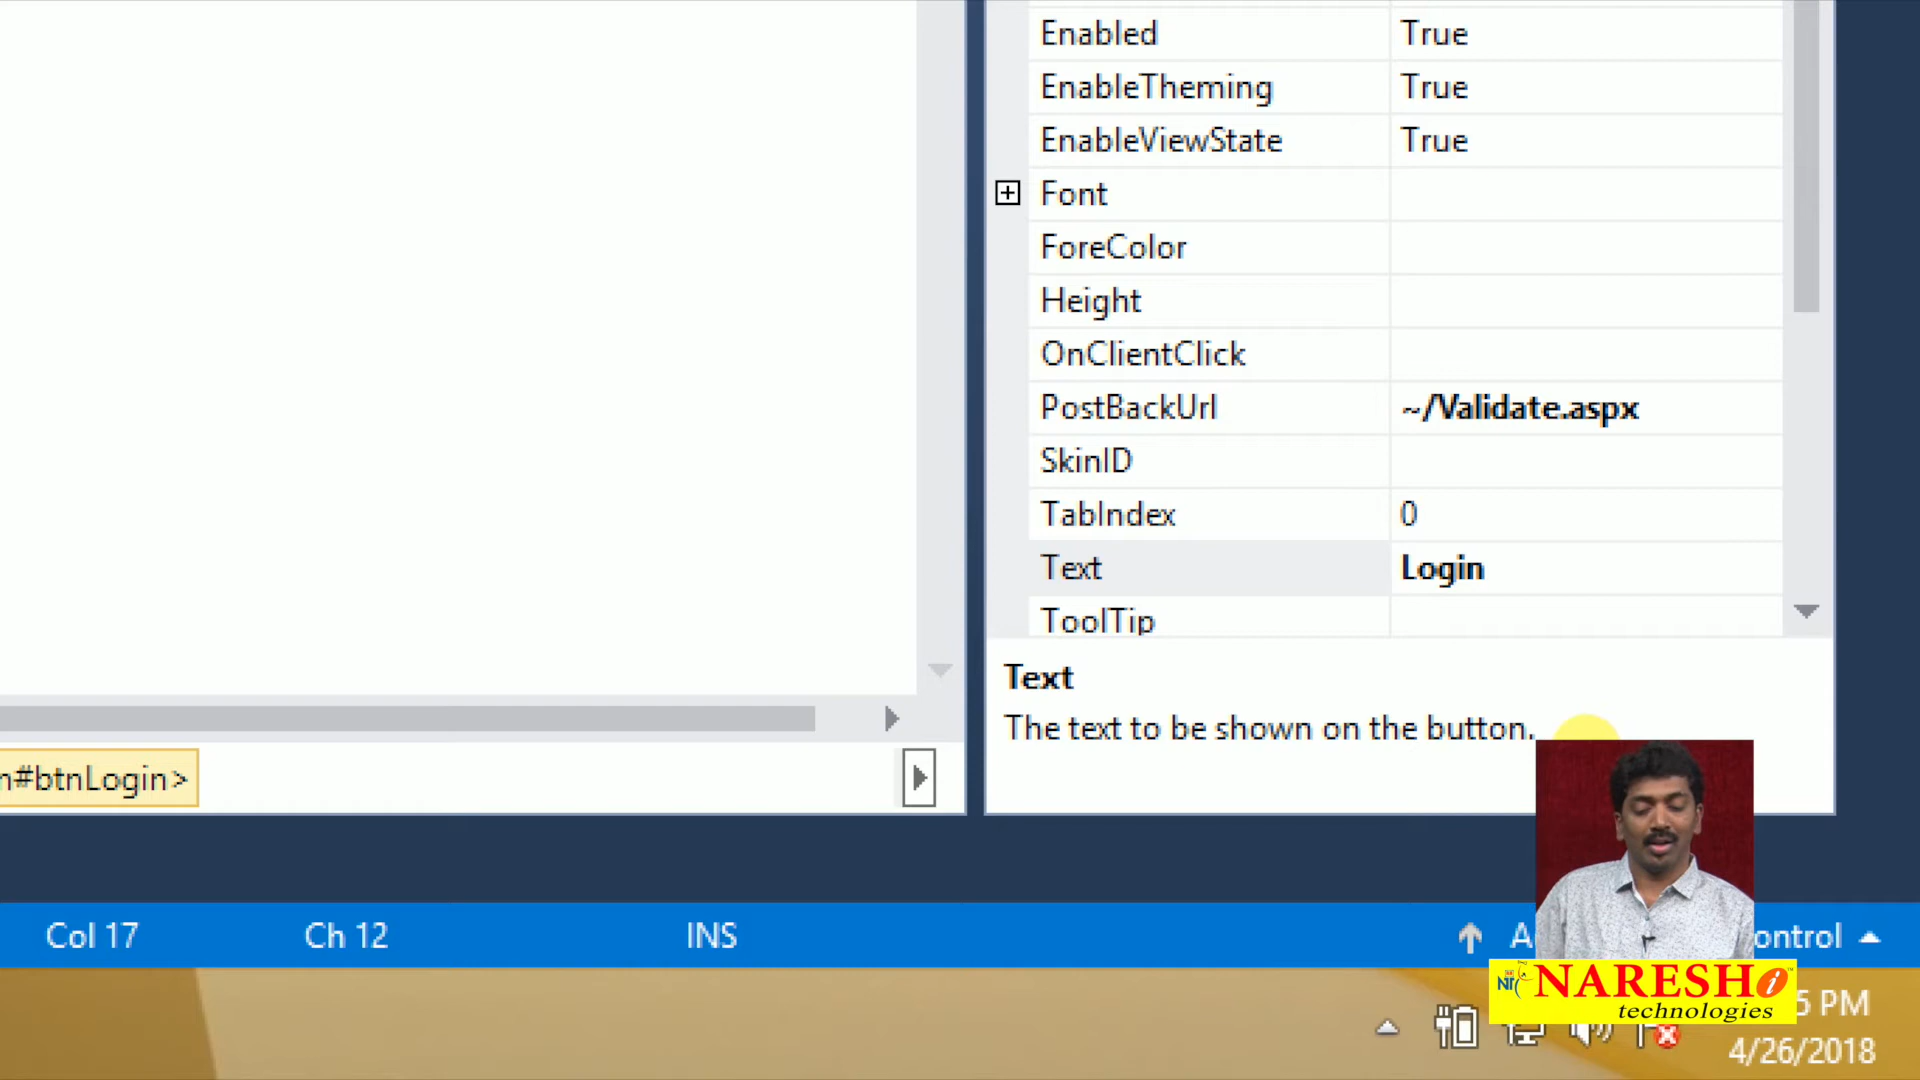 Enabled True
EnableTheming True
EnableViewState True
Font
ForeColor
Height
OnClientClick
PostBackUrl ~/Validate.aspx
SkinID
TabIndex 0
Text Login
ToolTip
Text
The text to be shown on the button.
n#btnLogin>
Col 17 Ch 12 INS
ontrol
NARESH i
technologies
PM
4/26/2018